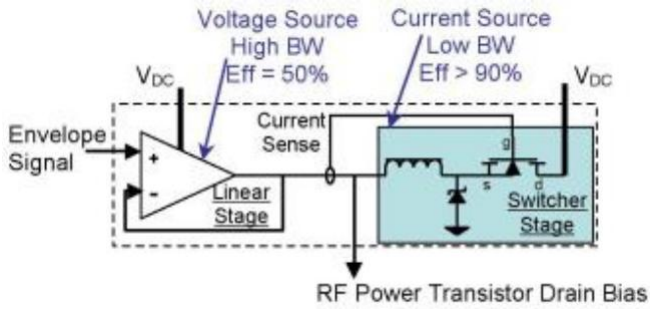 Voltage Source
High BW
Eff = 50%
Current Source
Low BW
Eff > 90%
VDC
VDC
Envelope
Signal
Current
Sense
+
-
Linear
Stage
g
s
d
Switcher
Stage
RF Power Transistor Drain Bias